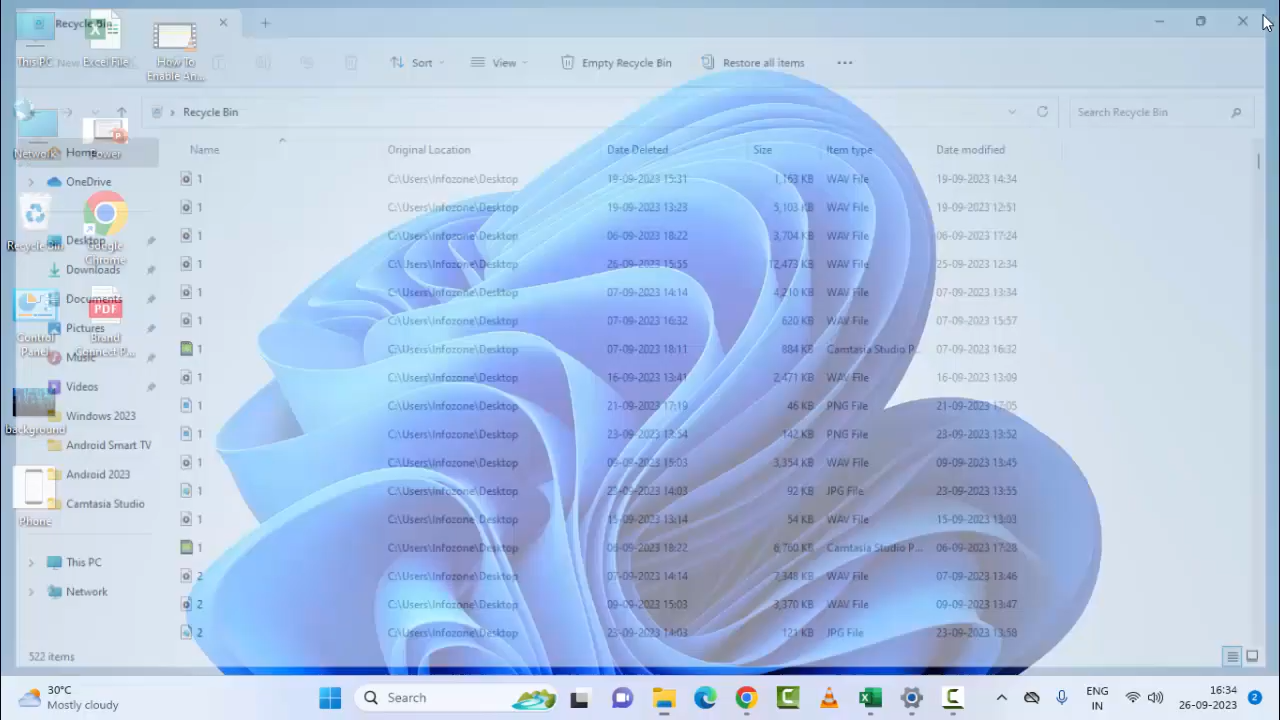 Recycle Bin
This PC
Excel File...
How To
Enable An...
Sort
View
Empty Recycle Bin
Restore all items
Recycle Bin
Search Recycle Bin
Network
Home
Power
OneDrive
Recycle Bin
Desktop
Google
Chrome
Downloads
Documents
PDF
Control
Panel
Brand
Connect P...
Pictures
Music
Videos
background
Windows 2023
Android Smart TV
Android 2023
Phone
Camtasia Studio
This PC
Network
522 items
Name Original Location Date Deleted Size Item type Date modified
1 C:\Users\Infozone\Desktop 19-09-2023 15:31 1,163 KB WAV File 19-09-2023 14:34
1 C:\Users\Infozone\Desktop 19-09-2023 13:23 5,103 KB WAV File 19-09-2023 12:51
1 C:\Users\Infozone\Desktop 06-09-2023 18:22 3,704 KB WAV File 06-09-2023 17:24
1 C:\Users\Infozone\Desktop 26-09-2023 15:55 12,473 KB WAV File 25-09-2023 12:34
1 C:\Users\Infozone\Desktop 07-09-2023 14:14 4,210 KB WAV File 07-09-2023 13:34
1 C:\Users\Infozone\Desktop 07-09-2023 16:32 620 KB WAV File 07-09-2023 15:57
1 C:\Users\Infozone\Desktop 07-09-2023 18:11 884 KB Camtasia Studio P... 07-09-2023 16:32
1 C:\Users\Infozone\Desktop 16-09-2023 13:41 2,471 KB WAV File 16-09-2023 13:09
1 C:\Users\Infozone\Desktop 21-09-2023 17:19 46 KB PNG File 21-09-2023 17:05
1 C:\Users\Infozone\Desktop 23-09-2023 13:54 142 KB PNG File 23-09-2023 13:52
1 C:\Users\Infozone\Desktop 09-09-2023 15:03 3,354 KB WAV File 09-09-2023 13:45
1 C:\Users\Infozone\Desktop 23-09-2023 14:03 92 KB JPG File 23-09-2023 13:55
1 C:\Users\Infozone\Desktop 15-09-2023 13:14 54 KB WAV File 15-09-2023 13:03
1 C:\Users\Infozone\Desktop 06-09-2023 18:22 6,760 KB Camtasia Studio P... 06-09-2023 17:28
2 C:\Users\Infozone\Desktop 07-09-2023 14:14 7,348 KB WAV File 07-09-2023 13:46
2 C:\Users\Infozone\Desktop 09-09-2023 15:03 3,370 KB WAV File 09-09-2023 13:47
2 C:\Users\Infozone\Desktop 23-09-2023 14:03 121 KB JPG File 23-09-2023 13:58
30°C
Mostly cloudy
Search
ENG
IN
16:34
26-09-2023
2